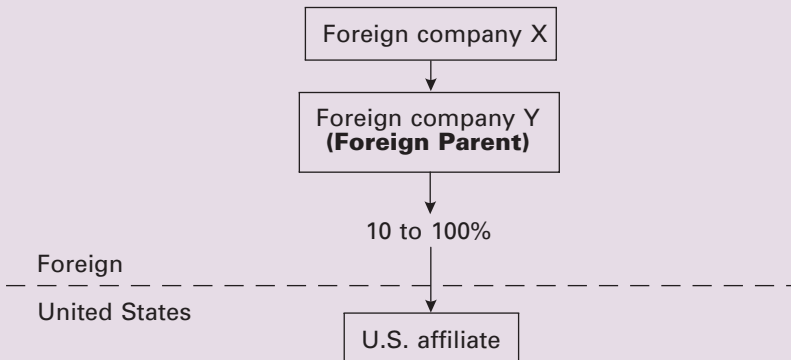 Foreign company X
Foreign company Y
(Foreign Parent)
10 to 100%
Foreign
United States
U.S. affiliate